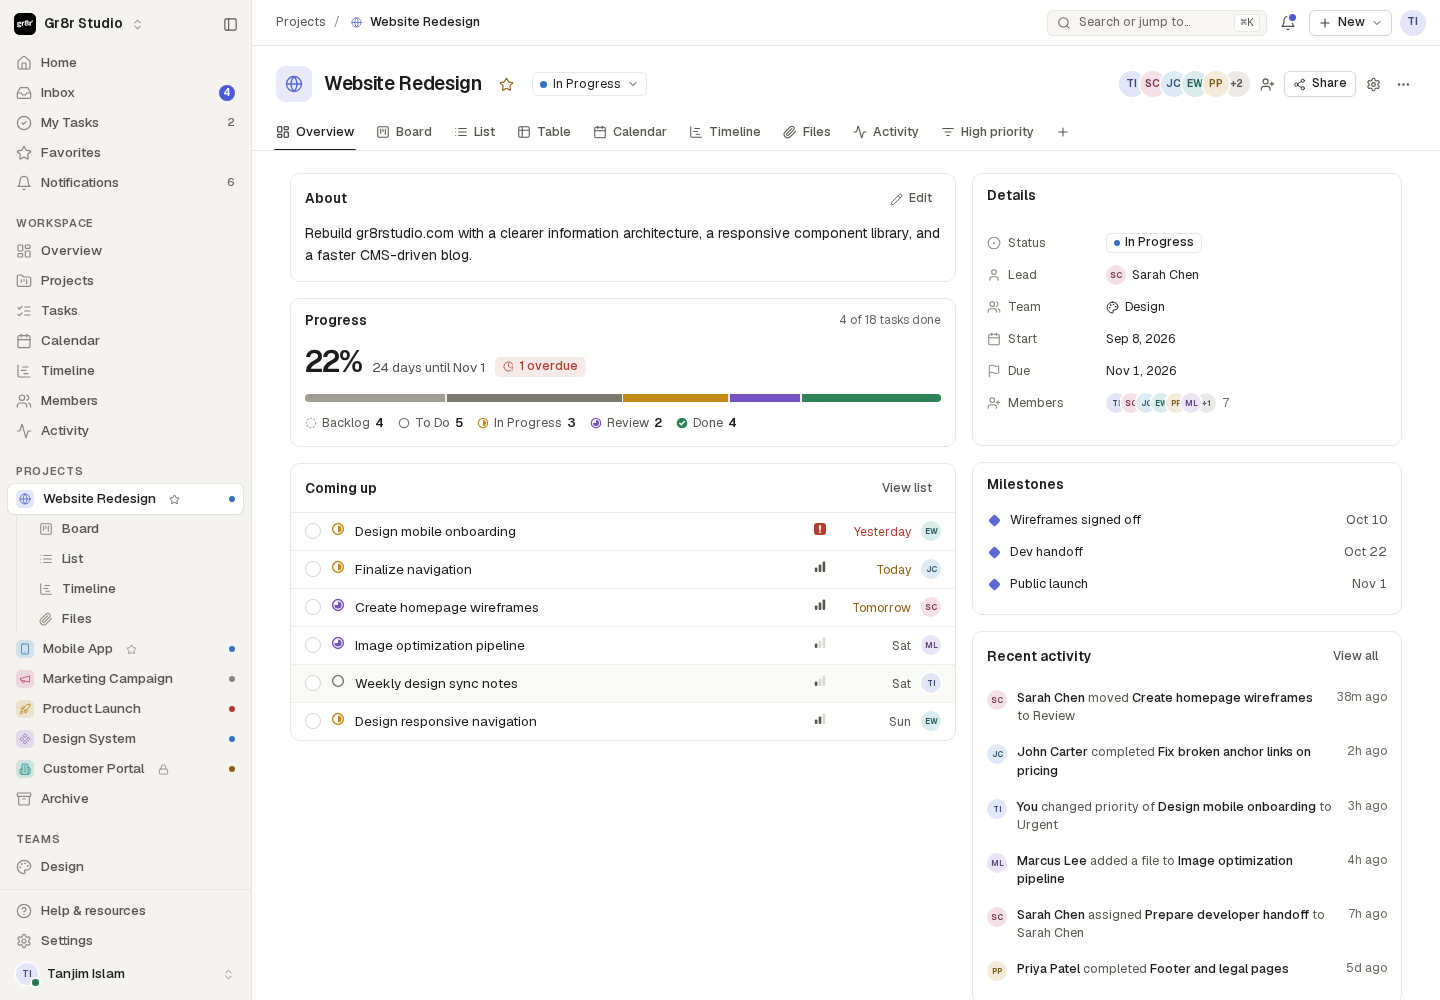 gr8r
Gr8r Studio
Home
Inbox
4
My Tasks
2
Favorites
Notifications
6
WORKSPACE
Overview
Projects
Tasks
Calendar
Timeline
Members
Activity
PROJECTS
Website Redesign
Board
List
Timeline
Files
Mobile App
Marketing Campaign
Product Launch
Design System
Customer Portal
Archive
TEAMS
Design
Help & resources
Settings
TI
Tanjim Islam
Projects / Website Redesign
Search or jump to...
⌘K
New
TI
Website Redesign
In Progress
TI SC JC EW PP +2
Share
Overview
Board
List
Table
Calendar
Timeline
Files
Activity
High priority
About
Edit
Rebuild gr8rstudio.com with a clearer information architecture, a responsive component library, and
a faster CMS-driven blog.
Progress
4 of 18 tasks done
22% 24 days until Nov 1 1 overdue
Backlog 4 To Do 5 In Progress 3 Review 2 Done 4
Coming up
View list
Design mobile onboarding Yesterday EW
Finalize navigation Today JC
Create homepage wireframes Tomorrow SC
Image optimization pipeline Sat ML
Weekly design sync notes Sat TI
Design responsive navigation Sun EW
Details
Status In Progress
Lead SC Sarah Chen
Team Design
Start Sep 8, 2026
Due Nov 1, 2026
Members ML +1 7
Milestones
Wireframes signed off Oct 10
Dev handoff Oct 22
Public launch Nov 1
Recent activity
View all
SC Sarah Chen moved Create homepage wireframes 38m ago
to Review
JC John Carter completed Fix broken anchor links on 2h ago
pricing
TI You changed priority of Design mobile onboarding to 3h ago
Urgent
ML Marcus Lee added a file to Image optimization 4h ago
pipeline
SC Sarah Chen assigned Prepare developer handoff to 7h ago
Sarah Chen
PP Priya Patel completed Footer and legal pages 5d ago